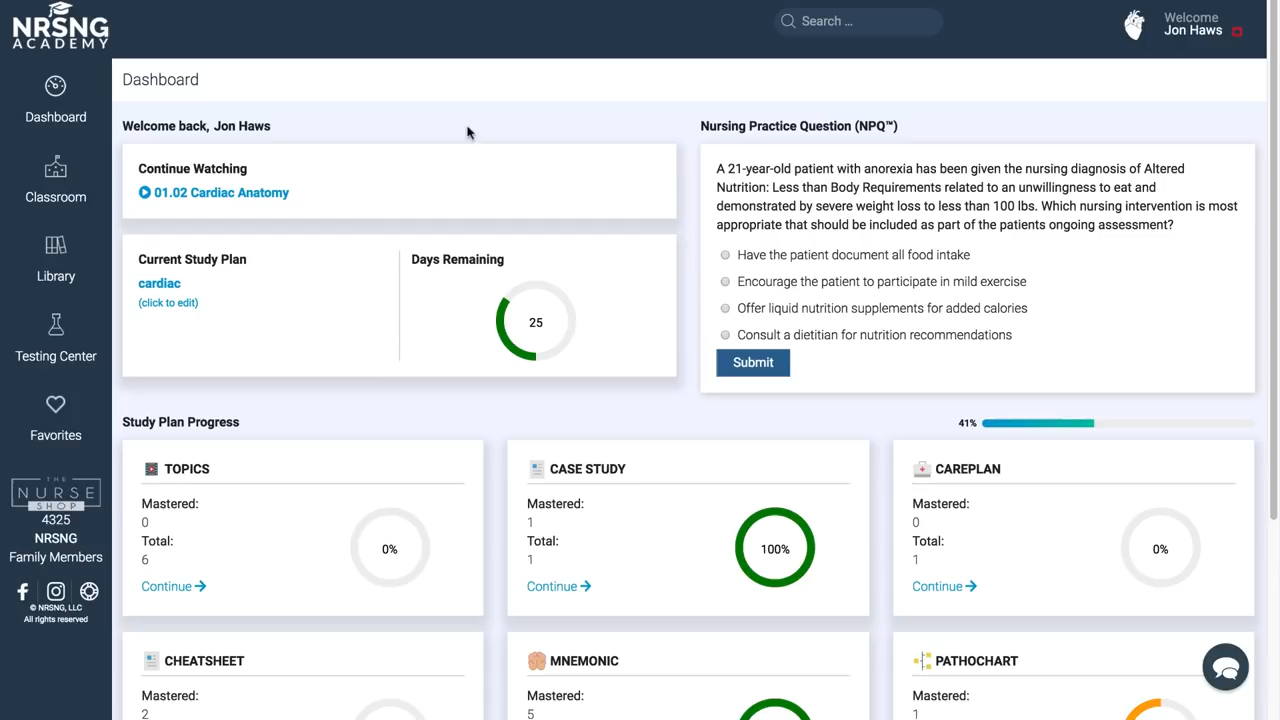 NRSNG
ACADEMY
Search ...
Welcome
Jon Haws
Dashboard
Classroom
Library
Testing Center
Favorites
THE
NURSE
SHOP
4325
NRSNG
Family Members
© NRSNG, LLC
All rights reserved
Dashboard
Welcome back, Jon Haws
Continue Watching
01.02 Cardiac Anatomy
Current Study Plan
cardiac
(click to edit)
Days Remaining
25
Nursing Practice Question (NPQ™)
A 21-year-old patient with anorexia has been given the nursing diagnosis of Altered
Nutrition: Less than Body Requirements related to an unwillingness to eat and
demonstrated by severe weight loss to less than 100 lbs. Which nursing intervention is most
appropriate that should be included as part of the patients ongoing assessment?
Have the patient document all food intake
Encourage the patient to participate in mild exercise
Offer liquid nutrition supplements for added calories
Consult a dietitian for nutrition recommendations
Submit
Study Plan Progress
41%
TOPICS
Mastered:
0
Total:
6
0%
Continue
CASE STUDY
Mastered:
1
Total:
1
100%
Continue
CAREPLAN
Mastered:
0
Total:
1
0%
Continue
CHEATSHEET
Mastered:
2
MNEMONIC
Mastered:
5
PATHOCHART
Mastered:
1